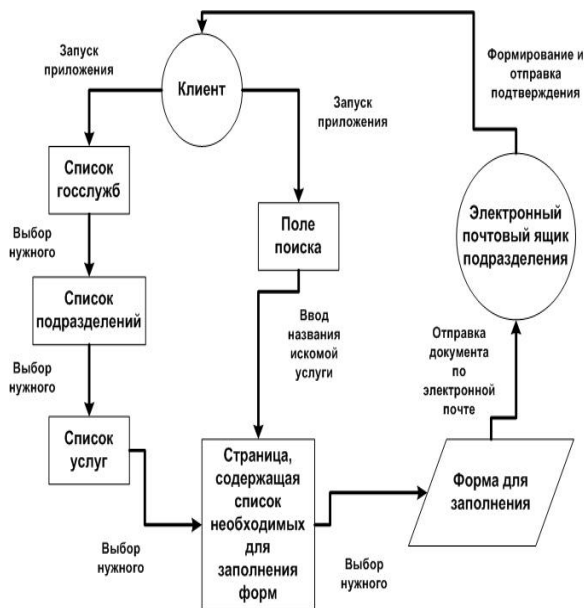 Запуск
приложения
Клиент
Формирование и
отправка
подтверждения
Запуск
приложения
Список
госслужб
Поле
поиска
Электронный
почтовый ящик
подразделения
Выбор
нужного
Список
подразделений
Ввод
названия
искомой
услуги
Отправка
документа
по
электронной
почте
Выбор
нужного
Список
услуг
Страница,
содержащая
список
необходимых
для
заполнения
форм
Форма для
заполнения
Выбор
нужного
Выбор
нужного